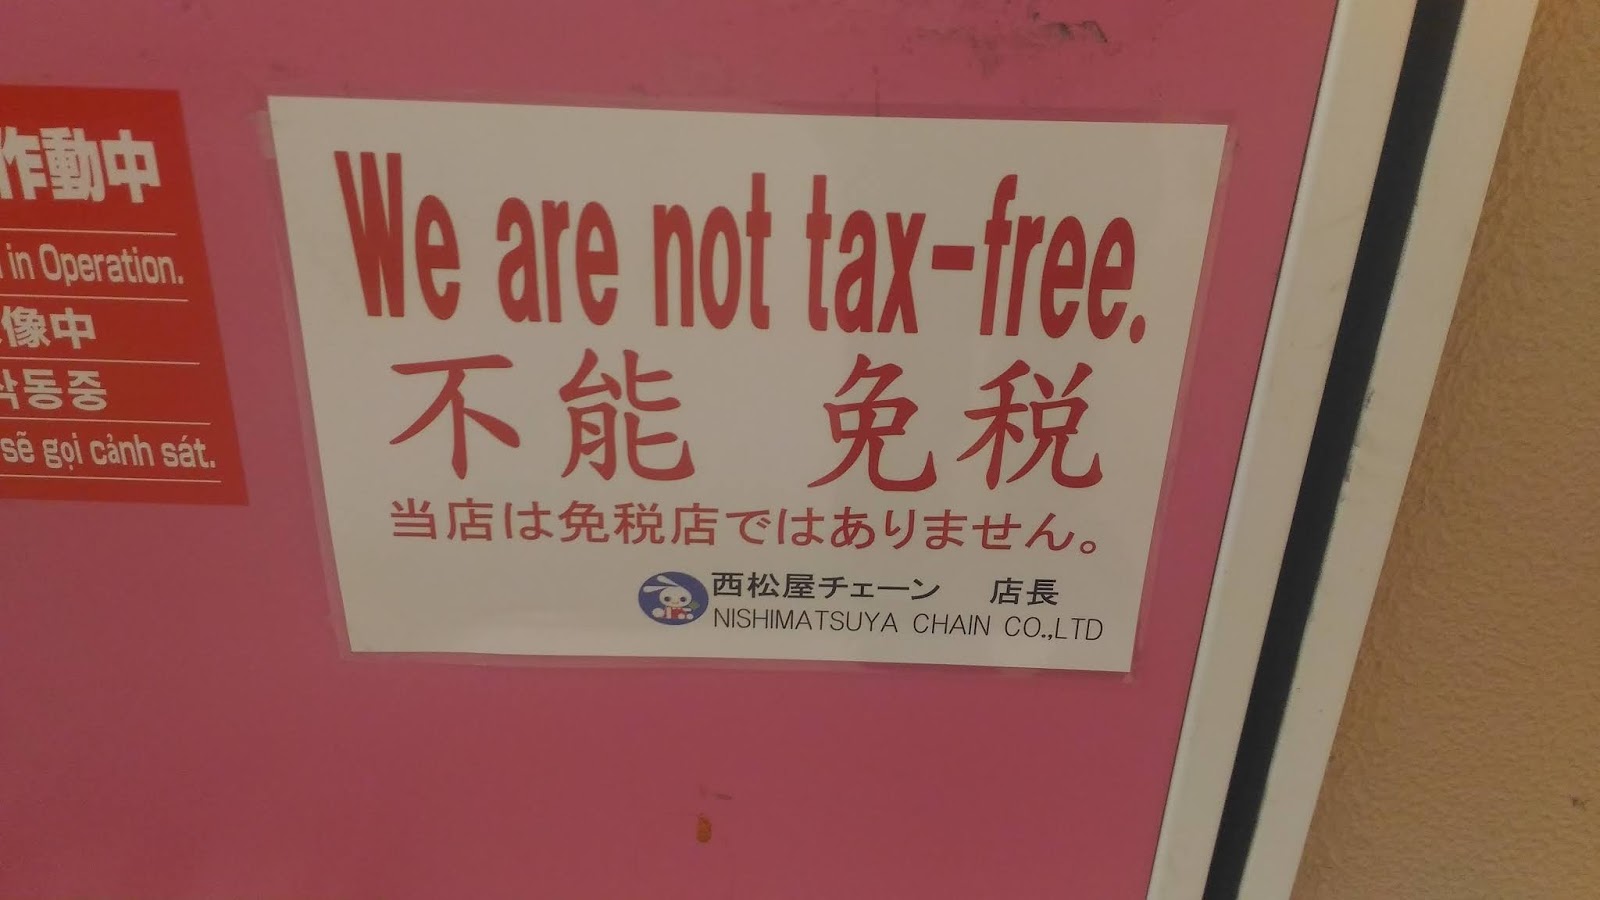 作動中
in Operation.
像中
작동중
sẽ gọi cảnh sát.
We are not tax-free.
不能 免税
当店は免税店ではありません。
西松屋チェーン 店長
NISHIMATSUYA CHAIN CO.,LTD